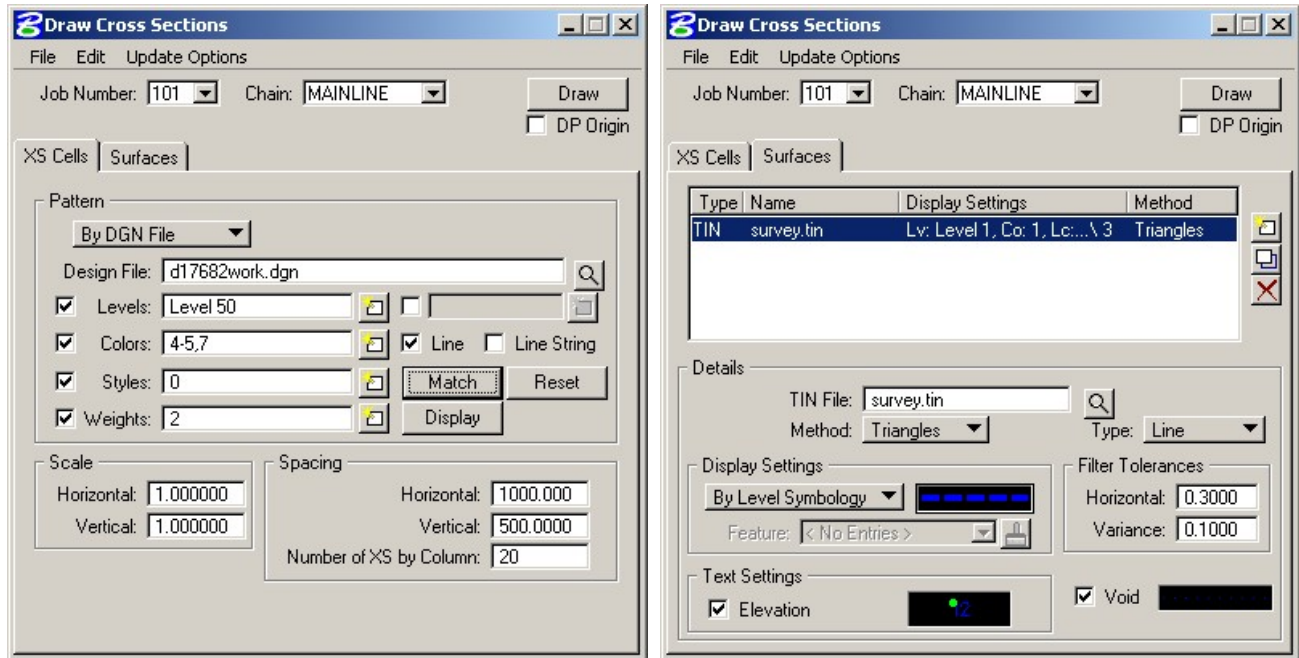 Draw Cross Sections
File Edit Update Options
Job Number: 101 Chain: MAINLINE Draw
DP Origin
XS Cells Surfaces
Pattern
By DGN File
Design File: d17682work.dgn
Levels: Level 50
Colors: 4-5,7 Line Line String
Styles: 0 Match Reset
Weights: 2 Display
Scale
Horizontal: 1.000000
Vertical: 1.000000
Spacing
Horizontal: 1000.000
Vertical: 500.0000
Number of XS by Column: 20
Draw Cross Sections
File Edit Update Options
Job Number: 101 Chain: MAINLINE Draw
DP Origin
XS Cells Surfaces
Type Name Display Settings Method
TIN survey.tin Lv: Level 1, Co: 1, Lc:...\ 3 Triangles
Details
TIN File: survey.tin
Method: Triangles Type: Line
Display Settings
By Level Symbology
Feature: < No Entries >
Filter Tolerances
Horizontal: 0.3000
Variance: 0.1000
Text Settings
Elevation 12
Void